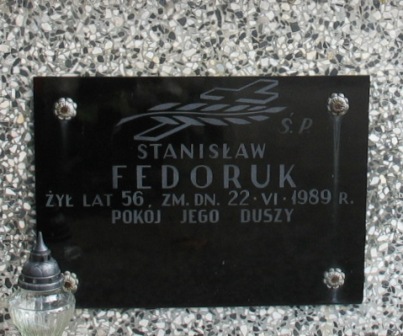 Ś. P.
STANISŁAW
FEDORUK
ŻYŁ LAT 56, ZM. DN. 22·VI·1989 R.
POKÓJ JEGO DUSZY